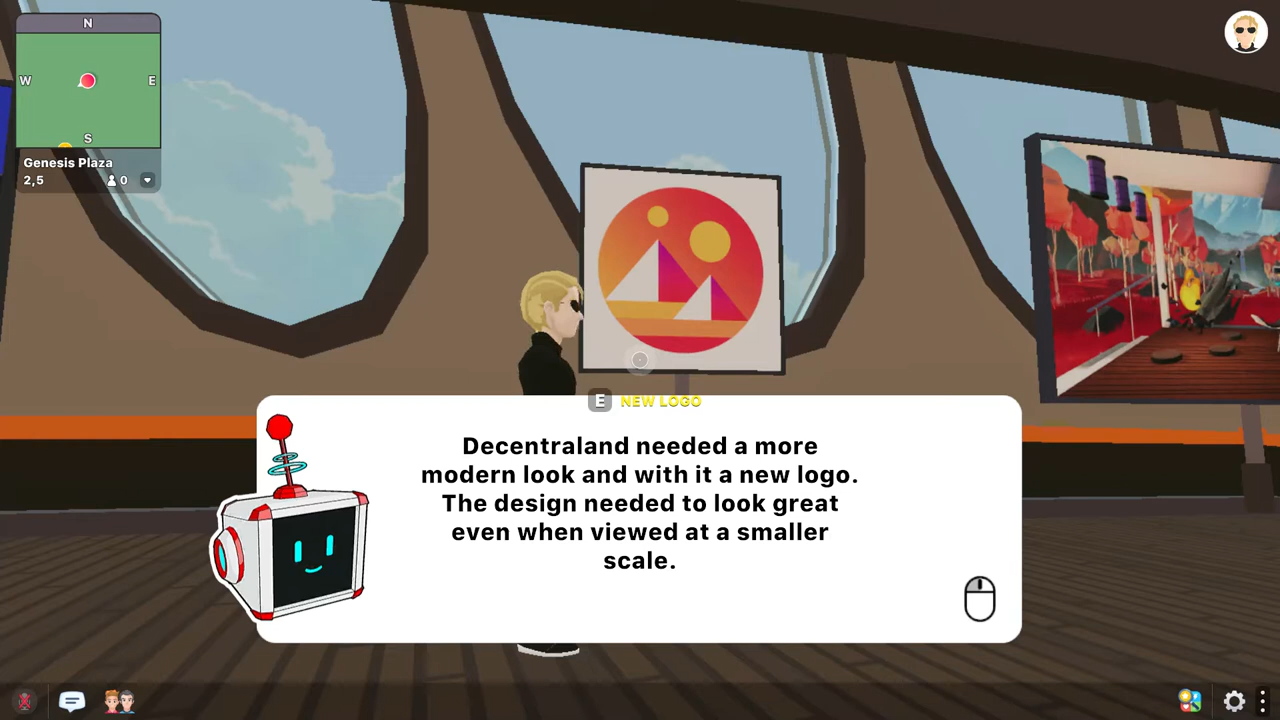 N
W
E
S
Genesis Plaza
2,5
0
E NEW LOGO
Decentraland needed a more
modern look and with it a new logo.
The design needed to look great
even when viewed at a smaller
scale.